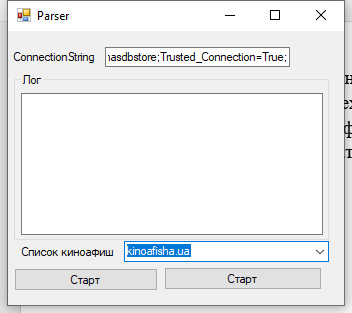 Parser
ConnectionString
nasdbstore;Trusted_Connection=True;
Лог
Список киноафиш
kinoafisha.ua
Старт
Старт